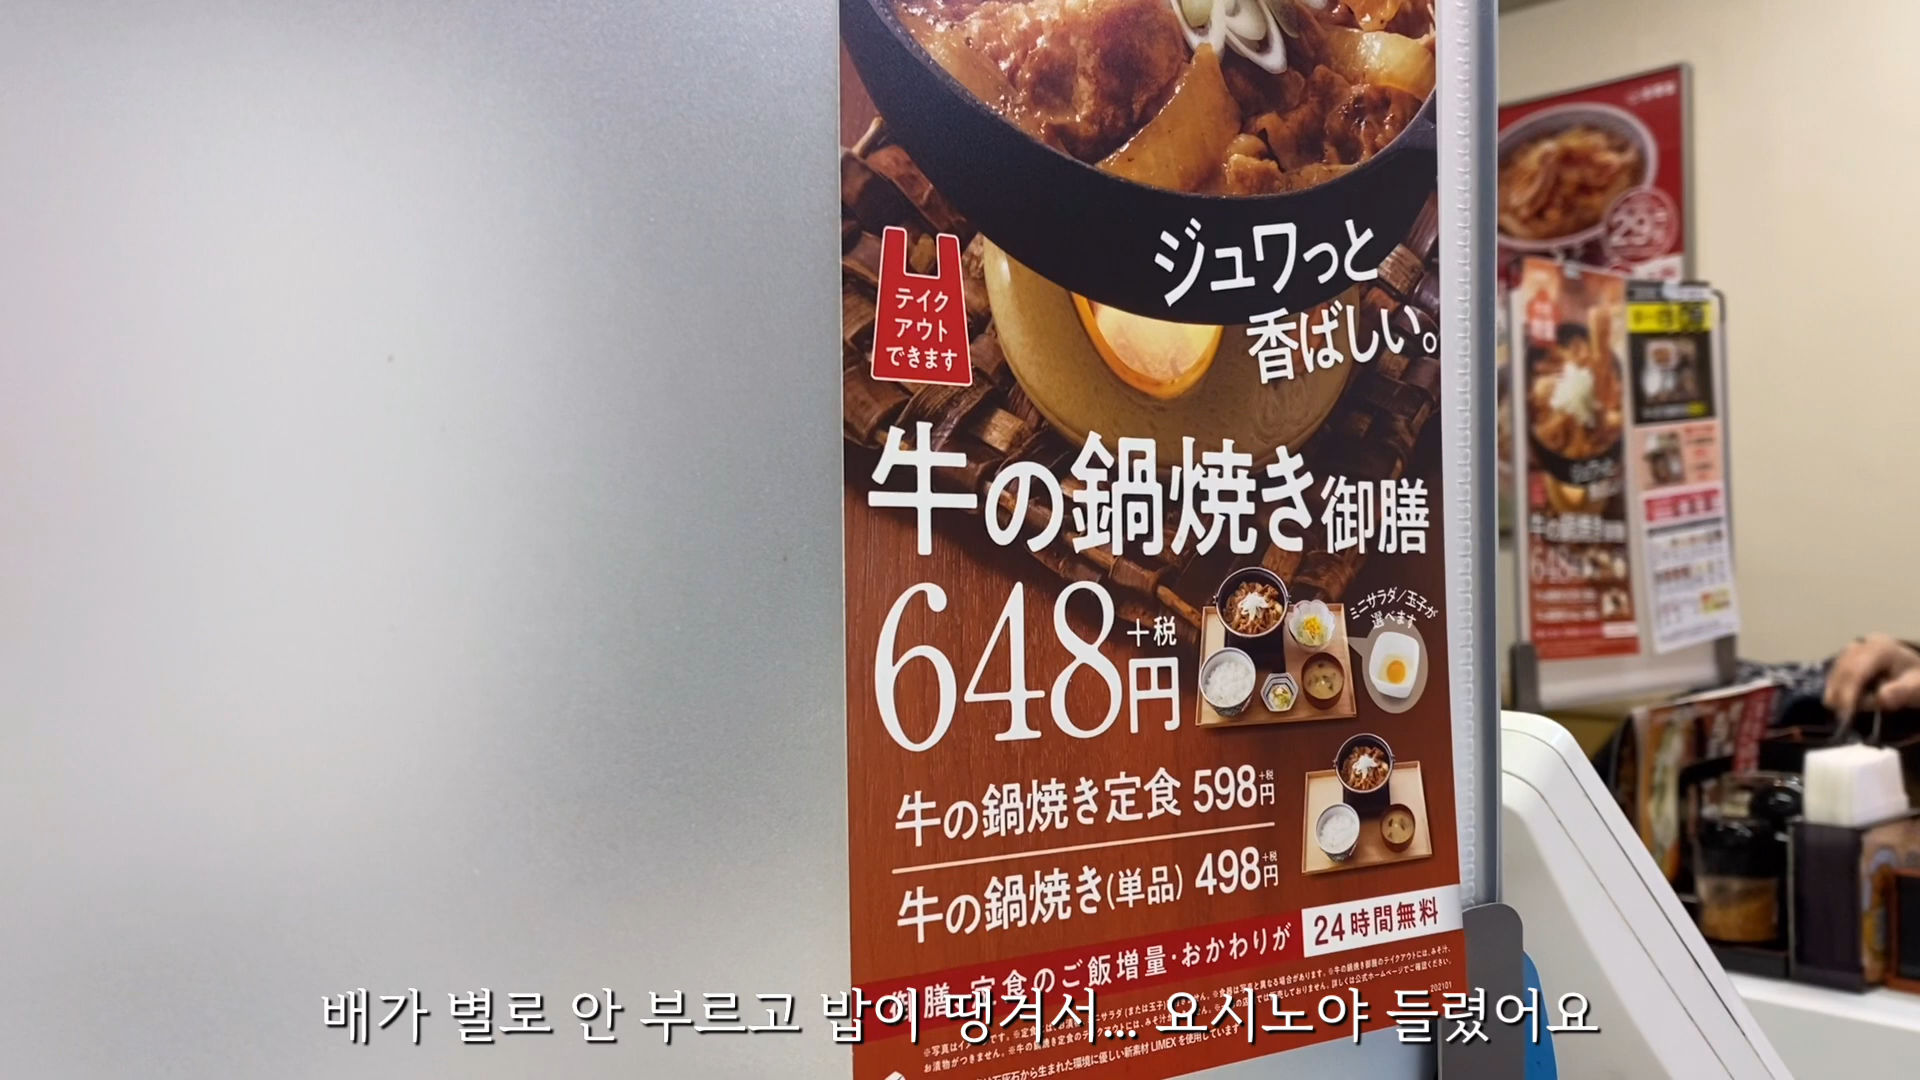 ジュワっと
香ばしい。
テイク
アウト
できます
牛の鍋焼き御膳
648円+税
ミニサラダ/玉子が
選べます
牛の鍋焼き定食 598円+税
牛の鍋焼き(単品) 498円+税
御膳・定食のご飯増量・おかわりが 24時間無料
202101
배가 별로 안 부르고 밥이 땡겨서... 요시노야 들렸어요